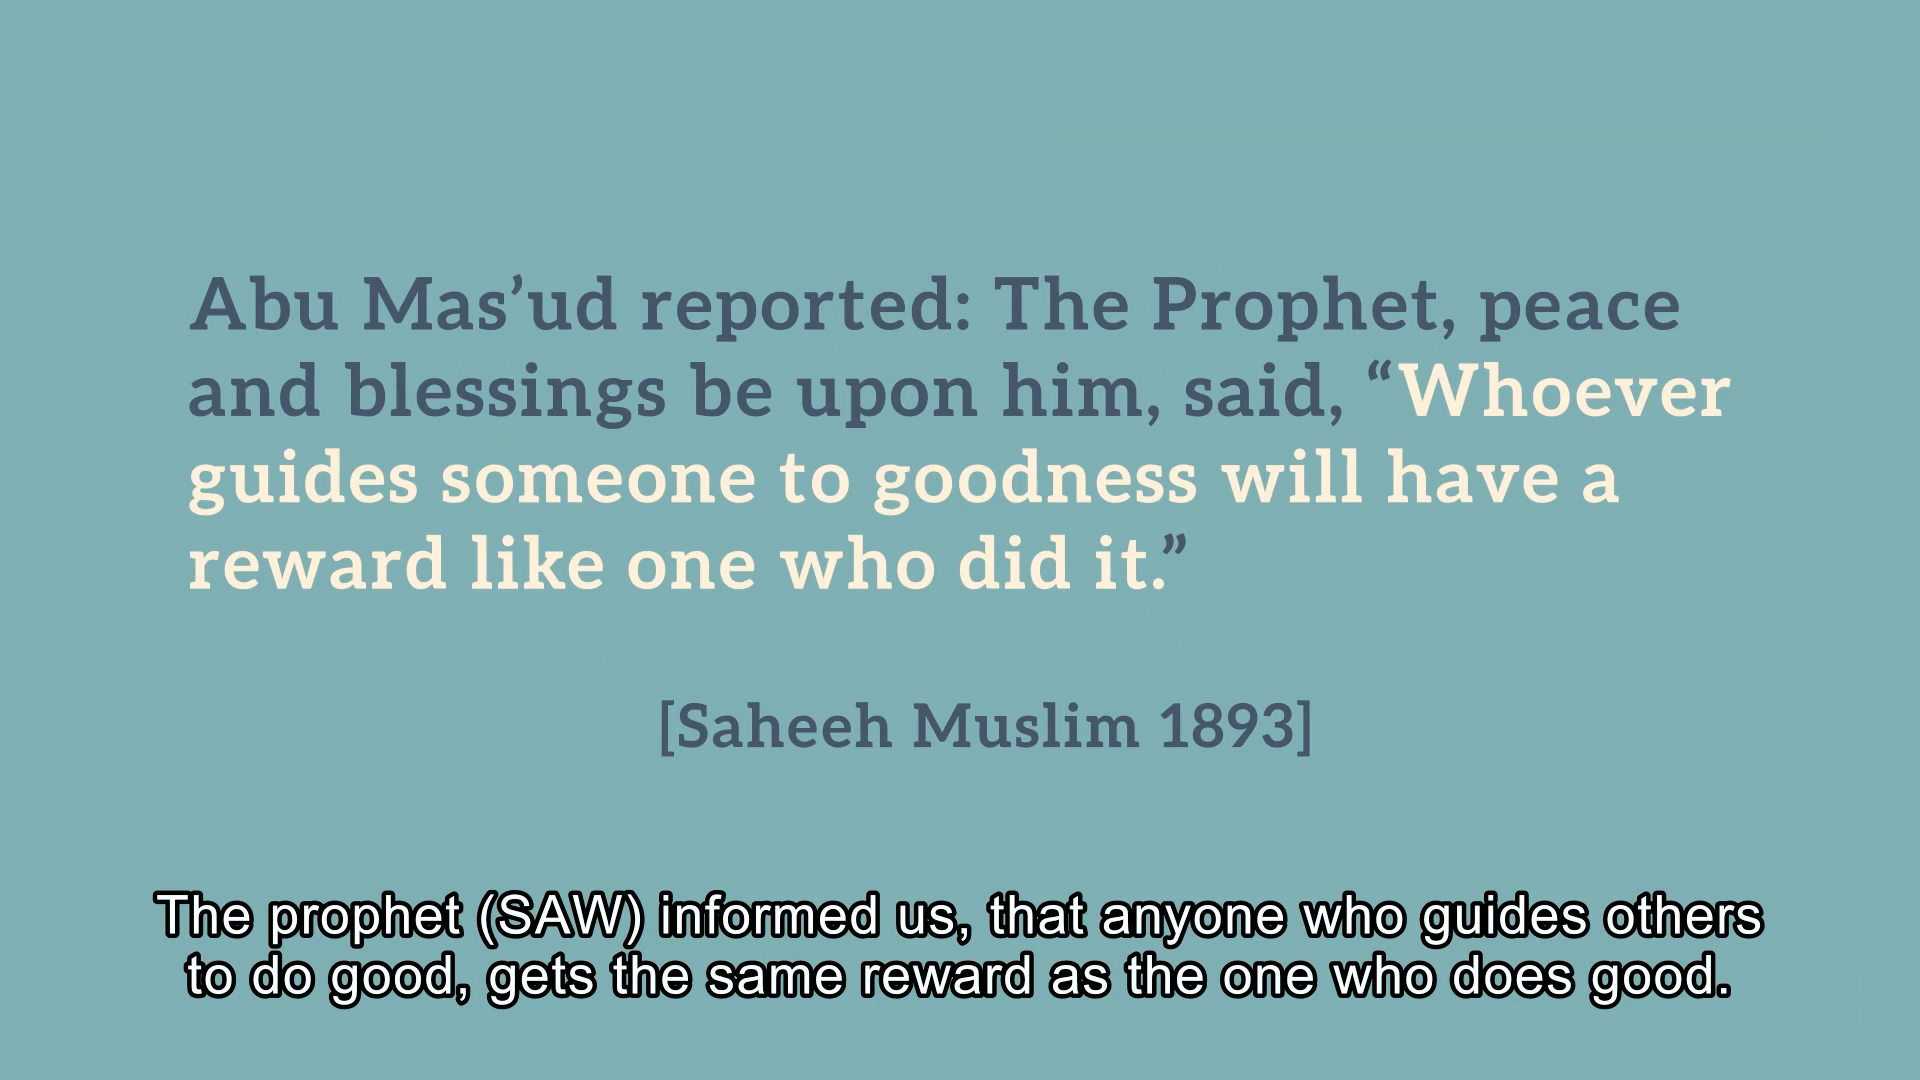 Abu Mas’ud reported: The Prophet, peace
and blessings be upon him, said, “Whoever
guides someone to goodness will have a
reward like one who did it.”
[Saheeh Muslim 1893]
The prophet (SAW) informed us, that anyone who guides others
to do good, gets the same reward as the one who does good.